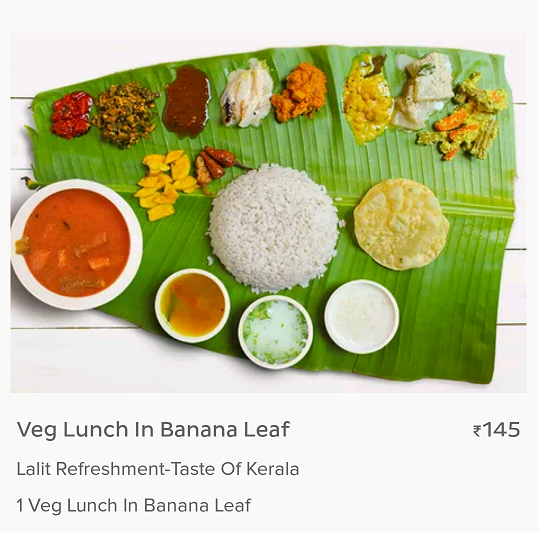 Veg Lunch In Banana Leaf ₹145
Lalit Refreshment-Taste Of Kerala
1 Veg Lunch In Banana Leaf